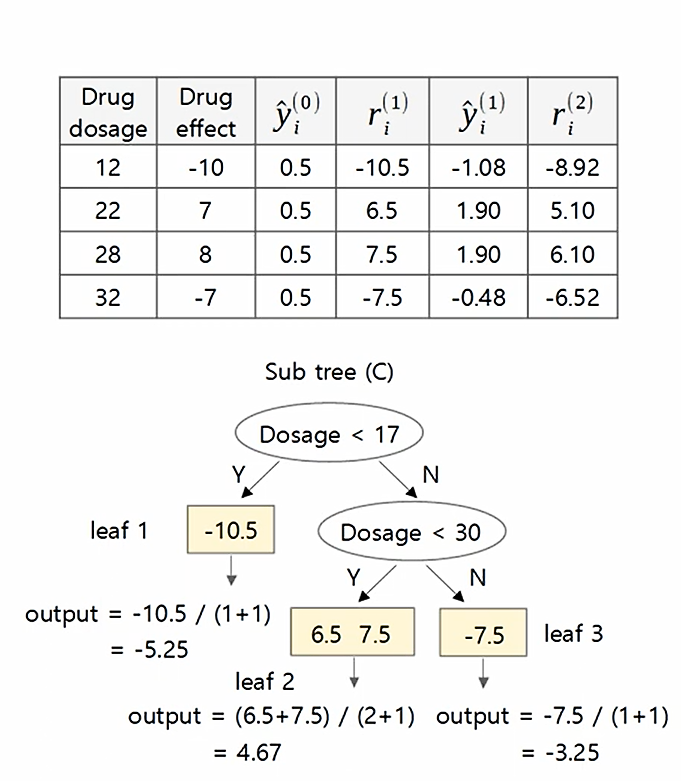 Drug dosage Drug effect ŷᵢ⁽⁰⁾ rᵢ⁽¹⁾ ŷᵢ⁽¹⁾ rᵢ⁽²⁾
12 -10 0.5 -10.5 -1.08 -8.92
22 7 0.5 6.5 1.90 5.10
28 8 0.5 7.5 1.90 6.10
32 -7 0.5 -7.5 -0.48 -6.52
Sub tree (C)
Dosage < 17
Y N
leaf 1 -10.5 Dosage < 30
Y N
output = -10.5 / (1+1)
= -5.25
6.5 7.5 -7.5 leaf 3
leaf 2
output = (6.5+7.5) / (2+1) output = -7.5 / (1+1)
= 4.67 = -3.25